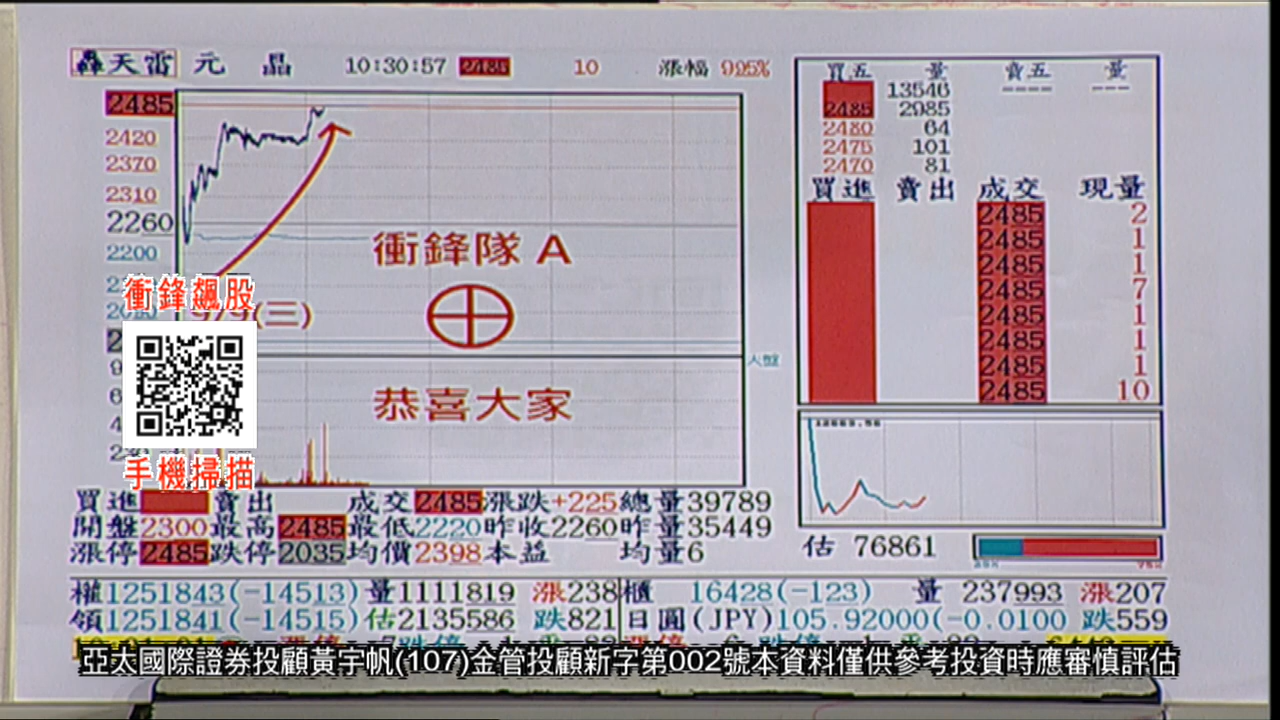 轟天雷 元 晶 10:30:57 2485 10 漲幅 995%
2485
2420
2370
2310
2260
2200
衝鋒隊 A
9/9(三)
恭喜大家
衝鋒飆股
手機掃描
大盤
買五 量 賣五 量
13546 ---- ---
2485 2985
2480 64
2475 101
2470 81
買進 賣出 成交 現量
2485 2
2485 1
2485 1
2485 7
2485 1
2485 1
2485 1
2485 10
估 76861
買進 賣出 成交 2485 漲跌 +225 總量 39789
開盤 2300 最高 2485 最低 2220 昨收 2260 昨量 35449
漲停 2485 跌停 2035 均價 2398 本益 均量 6
權 1251843(-14513) 量 1111819 漲 238 櫃 16428(-123) 量 237993 漲 207
領 1251841(-14515) 估 2135586 跌 821 日圓(JPY) 105.92000(-0.0100 跌 559
亞太國際證券投顧黃宇帆(107)金管投顧新字第002號本資料僅供參考投資時應審慎評估